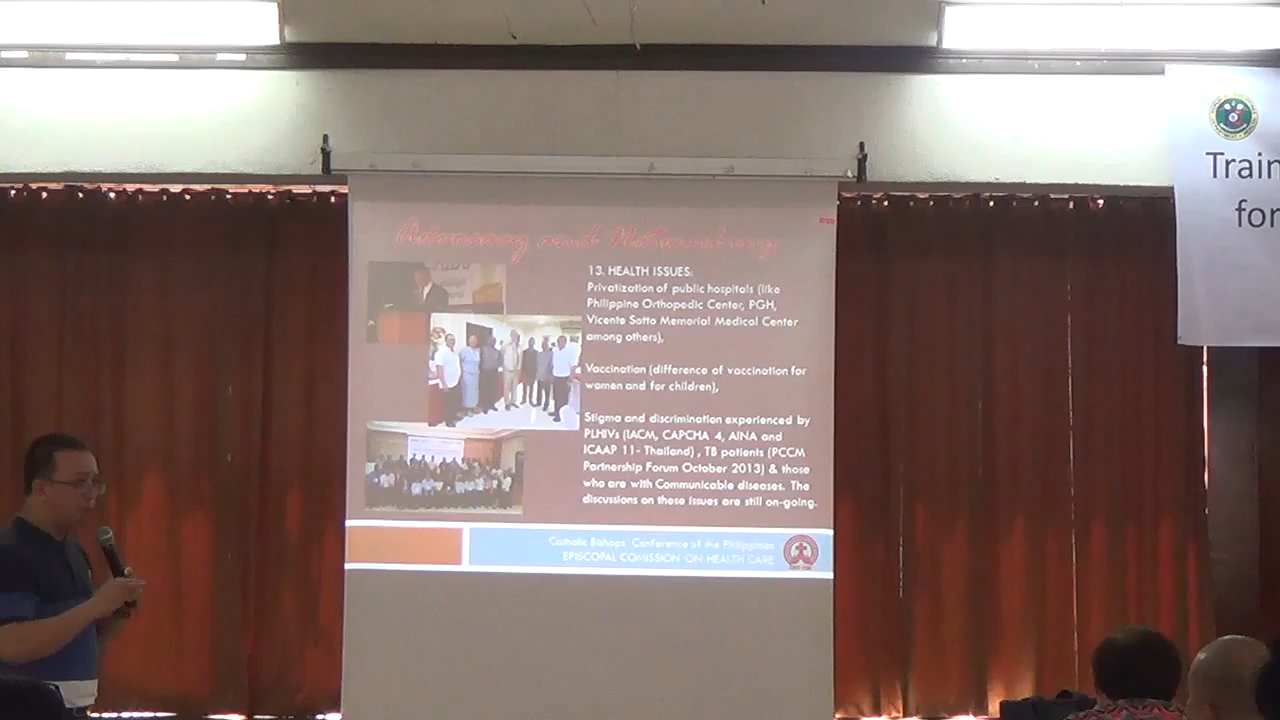 Advocacy and Networking
13. HEALTH ISSUES:
Privatization of public hospitals (like
Philippine Orthopedic Center, PGH,
Vicente Sotto Memorial Medical Center
among others),
Vaccination (difference of vaccination for
women and for children),
Stigma and discrimination experienced by
PLHIVs (IACM, CAPCHA 4, AINA and
ICAAP 11- Thailand) , TB patients (PCCM
Partnership Forum October 2013) & those
who are with Communicable diseases. The
discussions on these issues are still on-going.
Catholic Bishops' Conference of the Philippines
EPISCOPAL COMISSION ON HEALTH CARE
Train
for